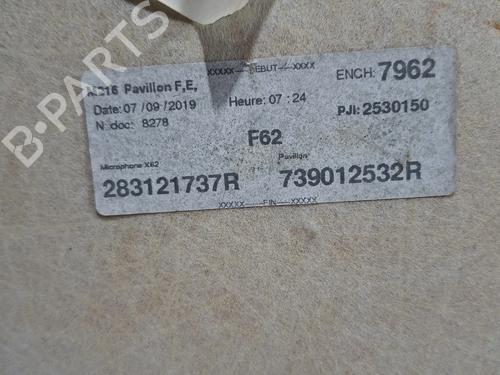 XXXXX-----DEBUT----XXXX
Pavillon F,E,
ENCH: 7962
Date: 07 / 09 / 2019
Heure: 07 : 24
PJI: 2530150
N. doc: 8278
F62
Microphone X62
Pavillon
283121737R
739012532R
XXXXX-----FIN----XXXXX
B-PARTS